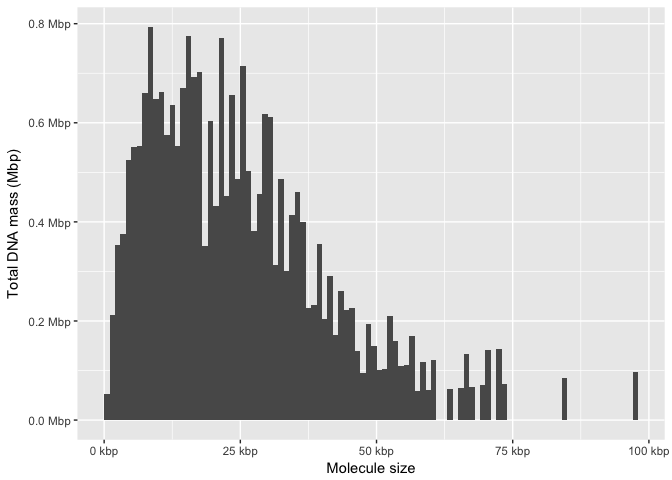 0.8 Mbp
0.6 Mbp
0.4 Mbp
0.2 Mbp
0.0 Mbp
Total DNA mass (Mbp)
0 kbp 25 kbp 50 kbp 75 kbp 100 kbp
Molecule size